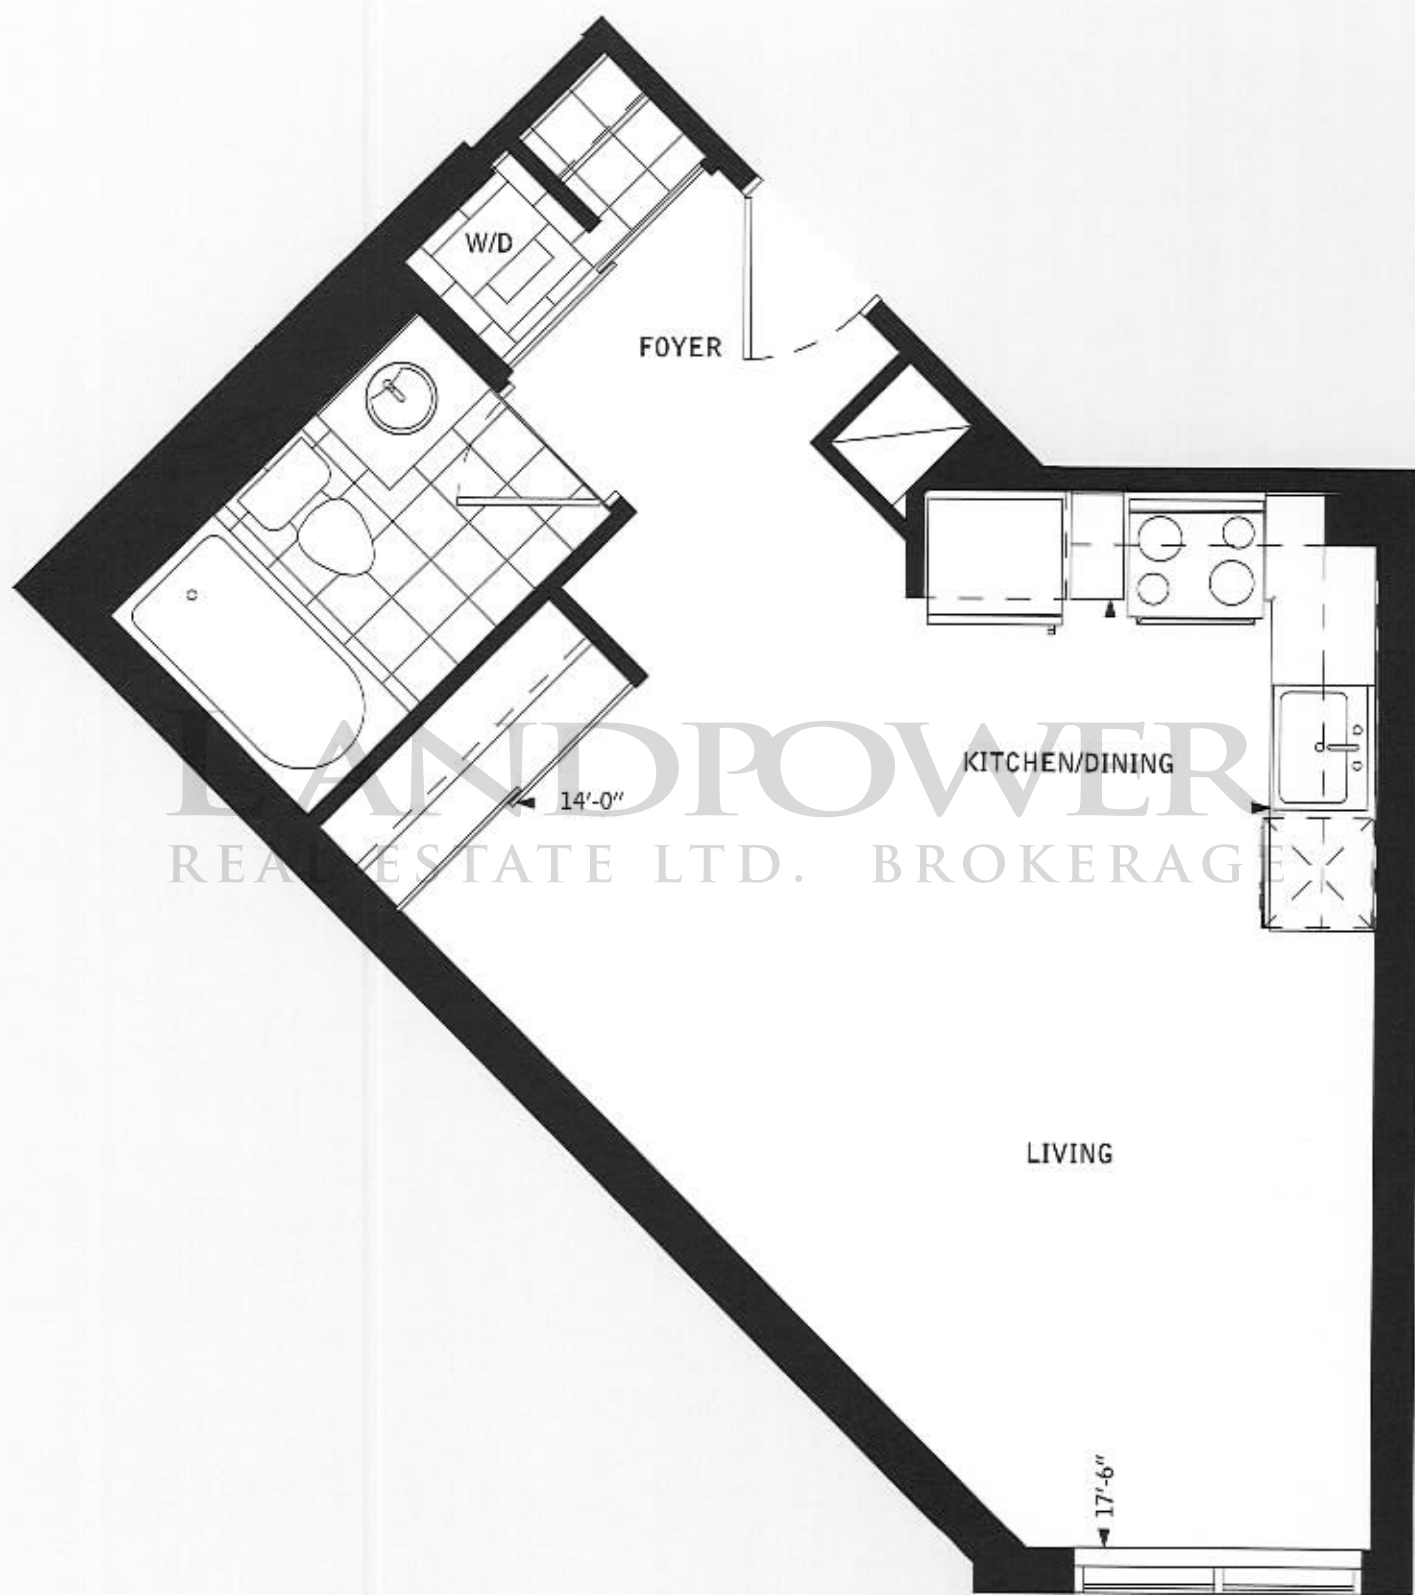 W/D
FOYER
LANDPOWER
KITCHEN/DINING
14'-0"
REAL ESTATE LTD. BROKERAGE
LIVING
17'-6"